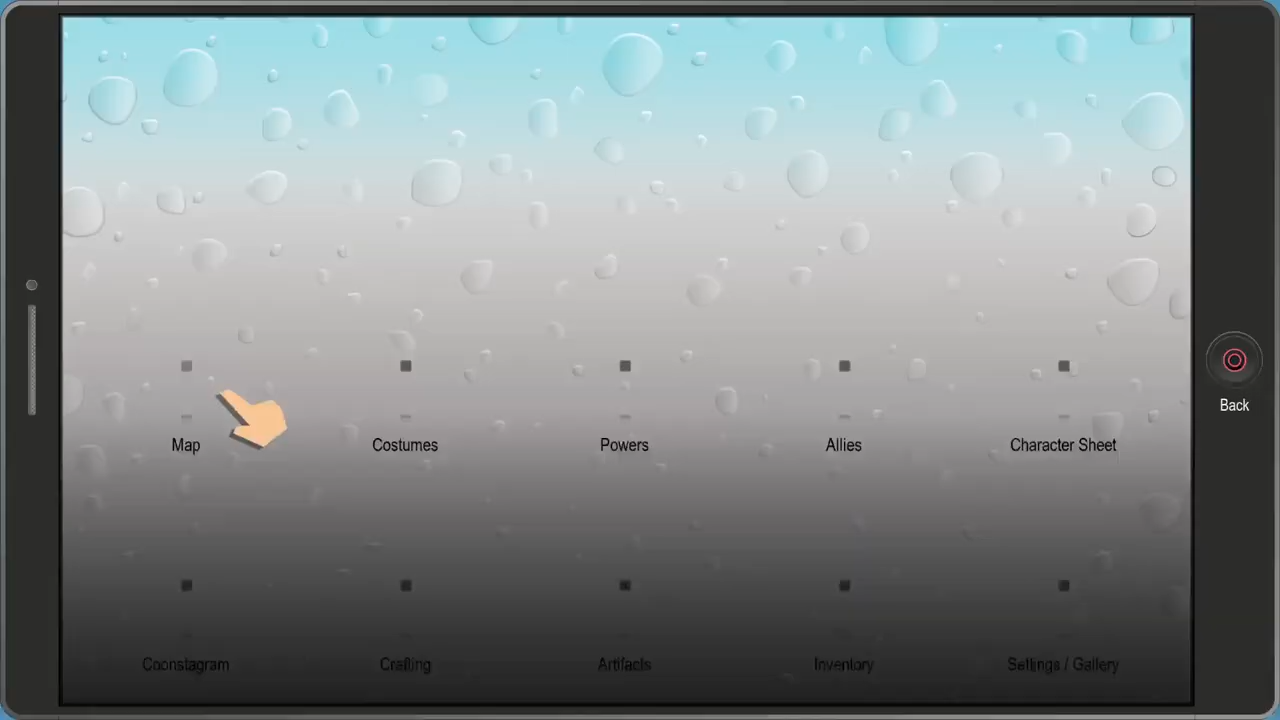 Back
Map Costumes Powers Allies Character Sheet
Coonstagram Crafting Artifacts Inventory Settings / Gallery